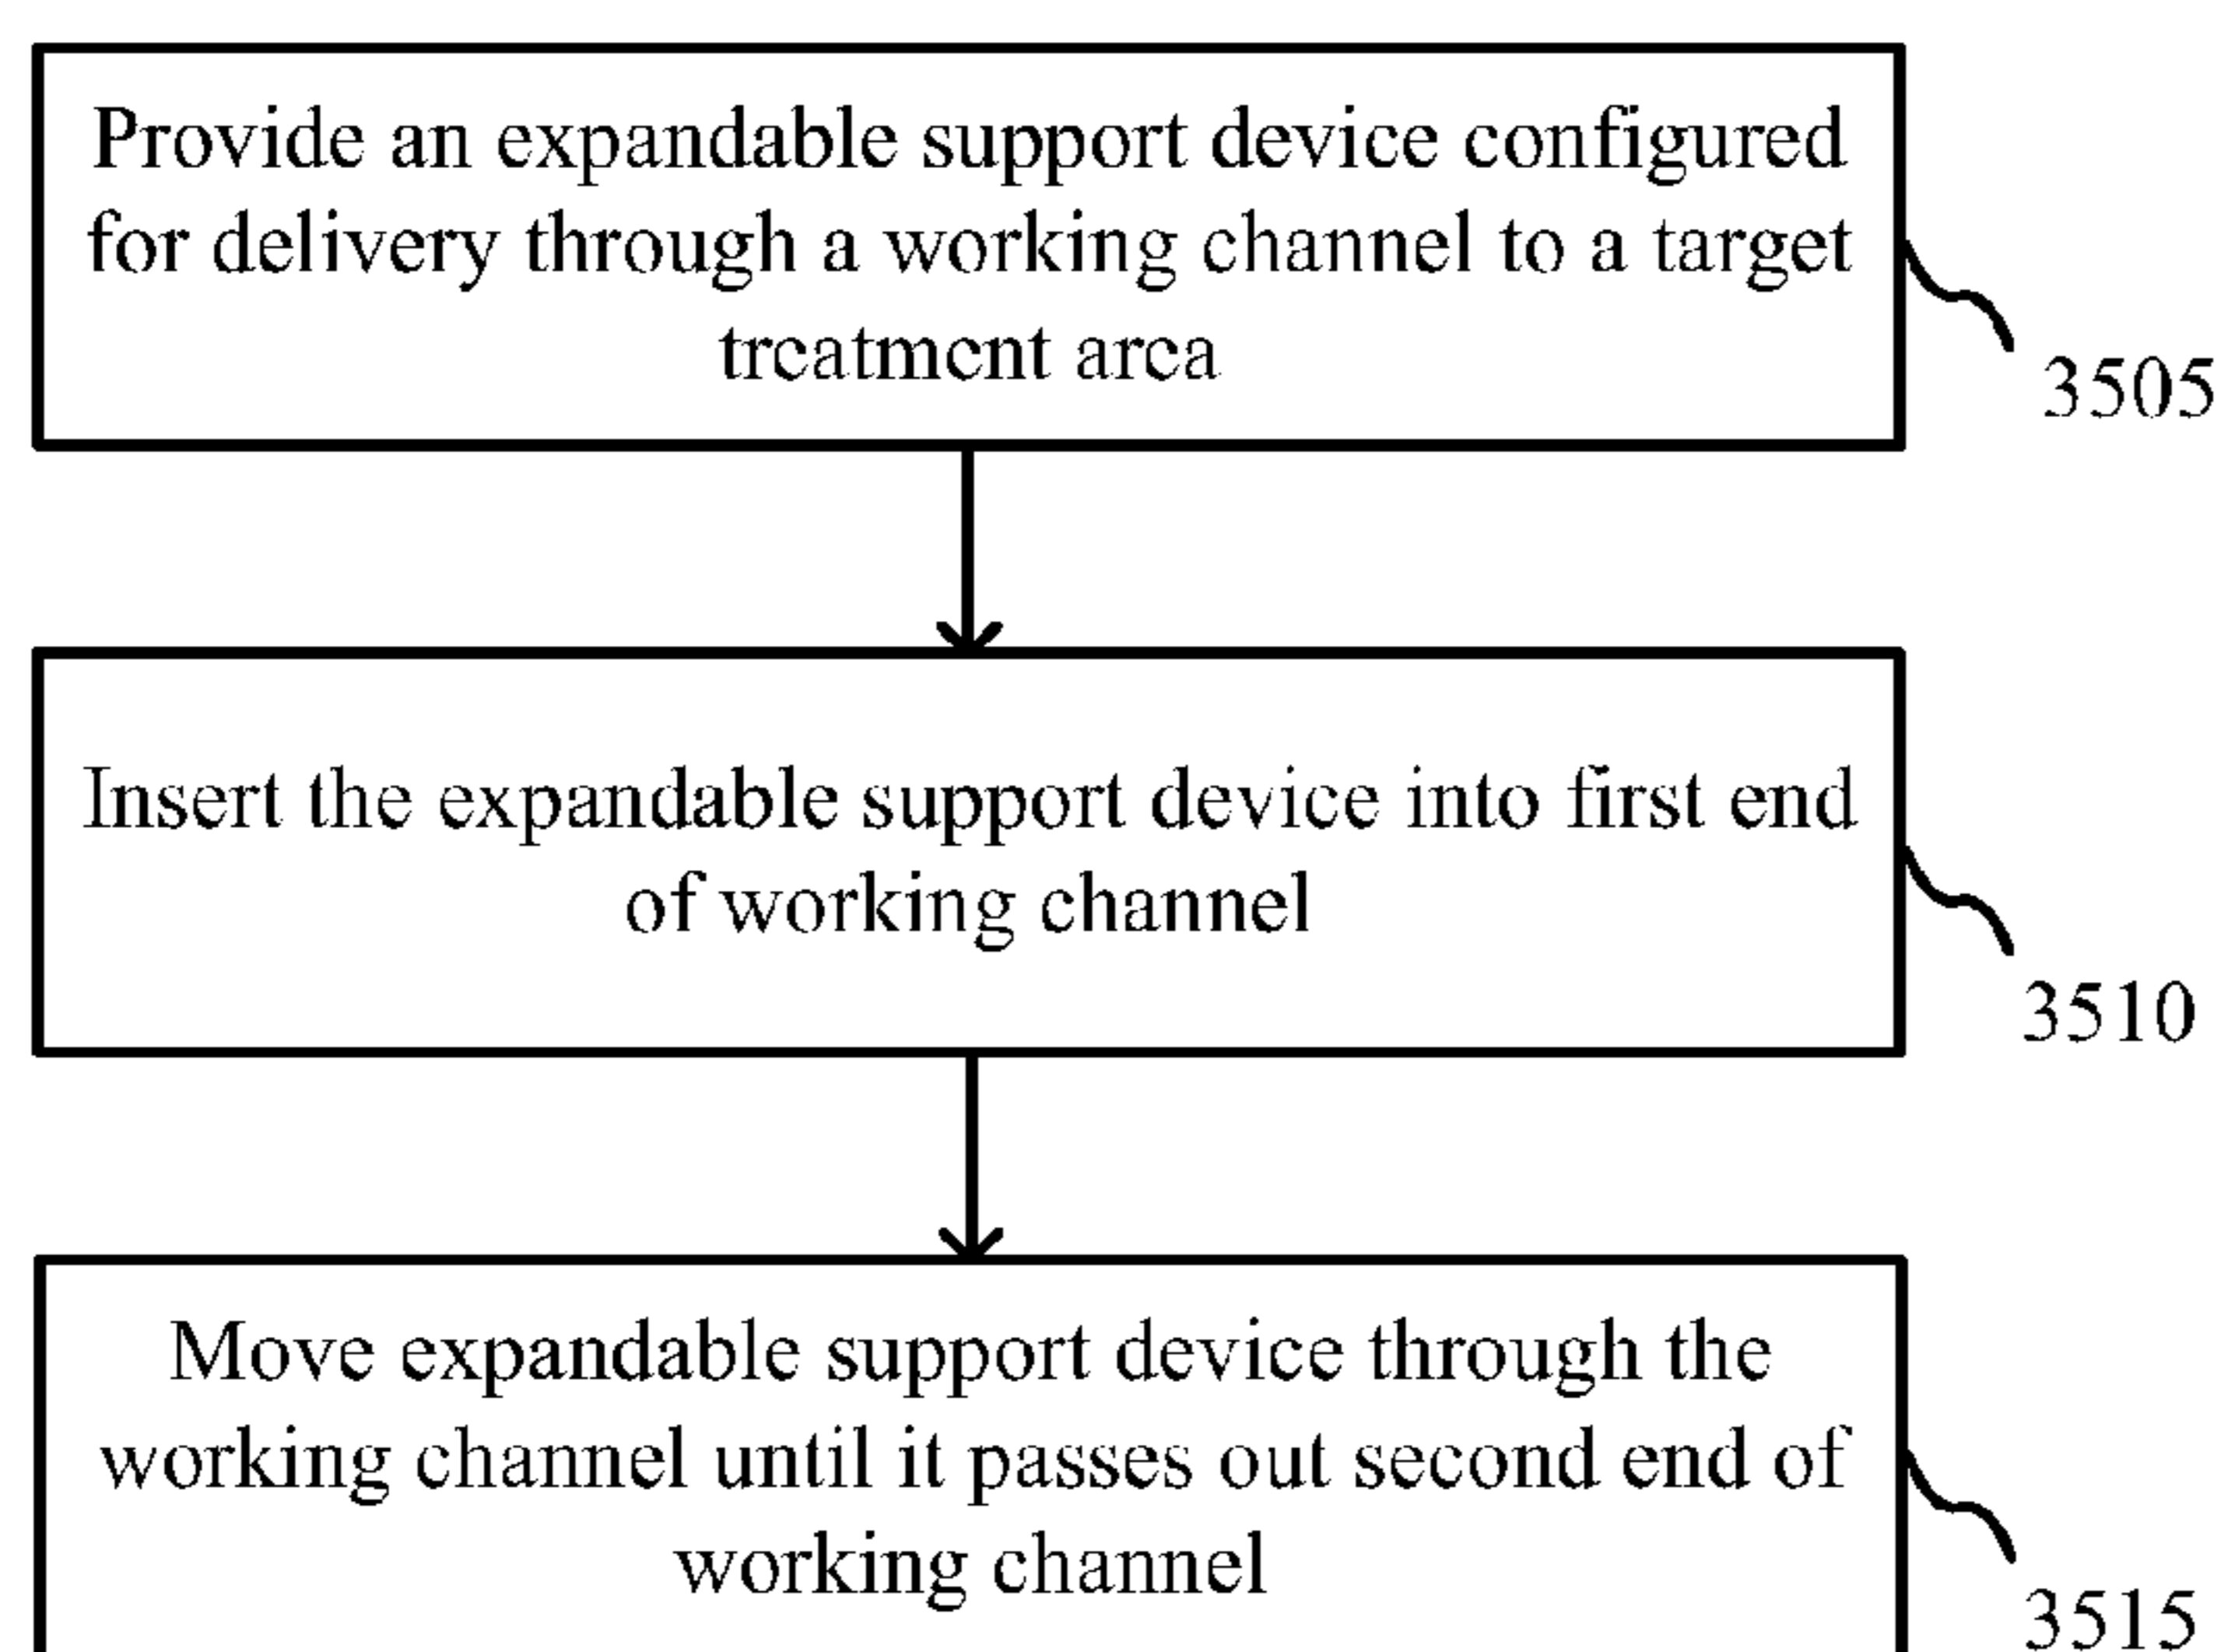 Provide an expandable support device configured
for delivery through a working channel to a target
treatment area
3505
Insert the expandable support device into first end
of working channel
3510
Move expandable support device through the
working channel until it passes out second end of
working channel
3515